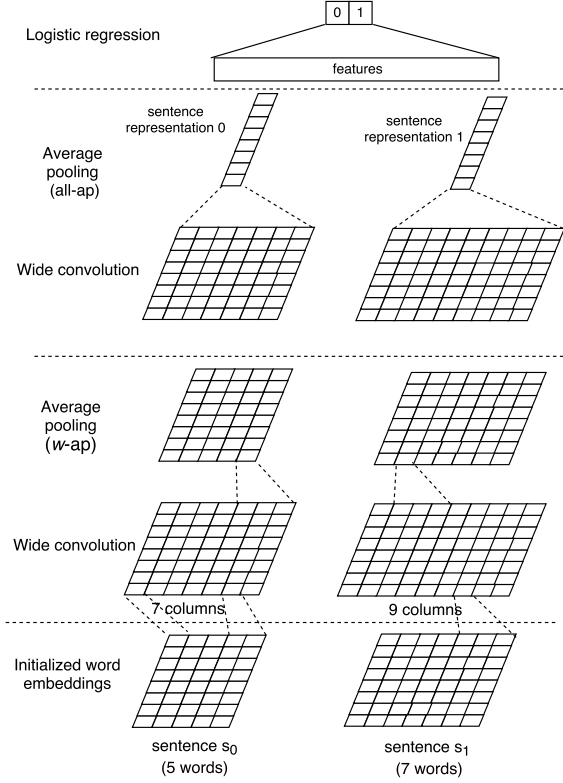 0 1
Logistic regression
features
sentence
representation 0
sentence
representation 1
Average
pooling
(all-ap)
Wide convolution
Average
pooling
(w-ap)
Wide convolution
7 columns
9 columns
Initialized word
embeddings
sentence s0
(5 words)
sentence s1
(7 words)